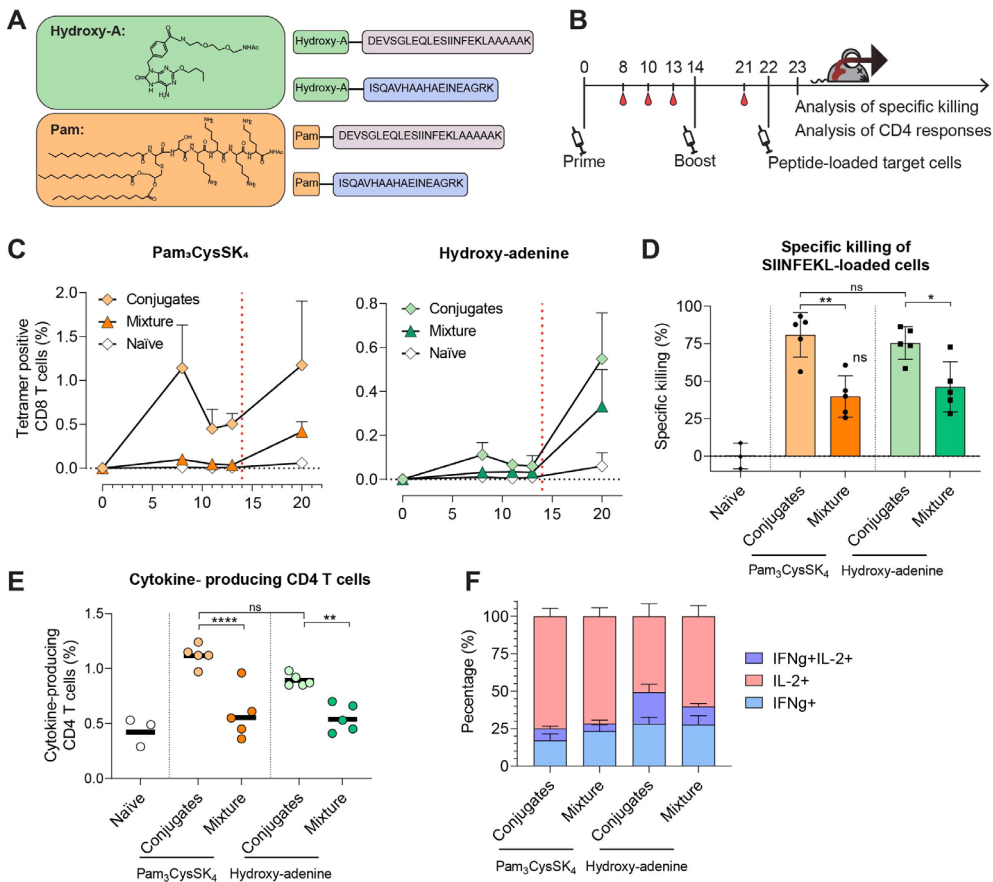 A
Hydroxy-A:
NHAc
Hydroxy-A
DEVSGLEQLESIINFEKLAAAAAK
Hydroxy-A
ISQAVHAAHAEINEAGRK
Pam:
Pam
DEVSGLEQLESIINFEKLAAAAAK
Pam
ISQAVHAAHAEINEAGRK
B
0 8 10 13 14 21 22 23
Prime
Boost
Peptide-loaded target cells
Analysis of specific killing
Analysis of CD4 responses
C
Pam₃CysSK₄
Tetramer positive
CD8 T cells (%)
2.0
1.5
1.0
0.5
0.0
0 5 10 15 20
Conjugates
Mixture
Naïve
Hydroxy-adenine
0.8
0.6
0.4
0.2
0.0
0 5 10 15 20
Conjugates
Mixture
Naïve
D
Specific killing of
SIINFEKL-loaded cells
Specific killing (%)
100
75
50
25
0
ns
**
*
ns
Naïve
Conjugates
Mixture
Conjugates
Mixture
Pam₃CysSK₄
Hydroxy-adenine
E
Cytokine- producing CD4 T cells
Cytokine-producing
CD4 T cells (%)
1.5
1.0
0.5
0.0
ns
****
**
Naïve
Conjugates
Mixture
Conjugates
Mixture
Pam₃CysSK₄
Hydroxy-adenine
F
Pecentage (%)
100
75
50
25
0
Conjugates
Mixture
Conjugates
Mixture
Pam₃CysSK₄
Hydroxy-adenine
IFNg+IL-2+
IL-2+
IFNg+